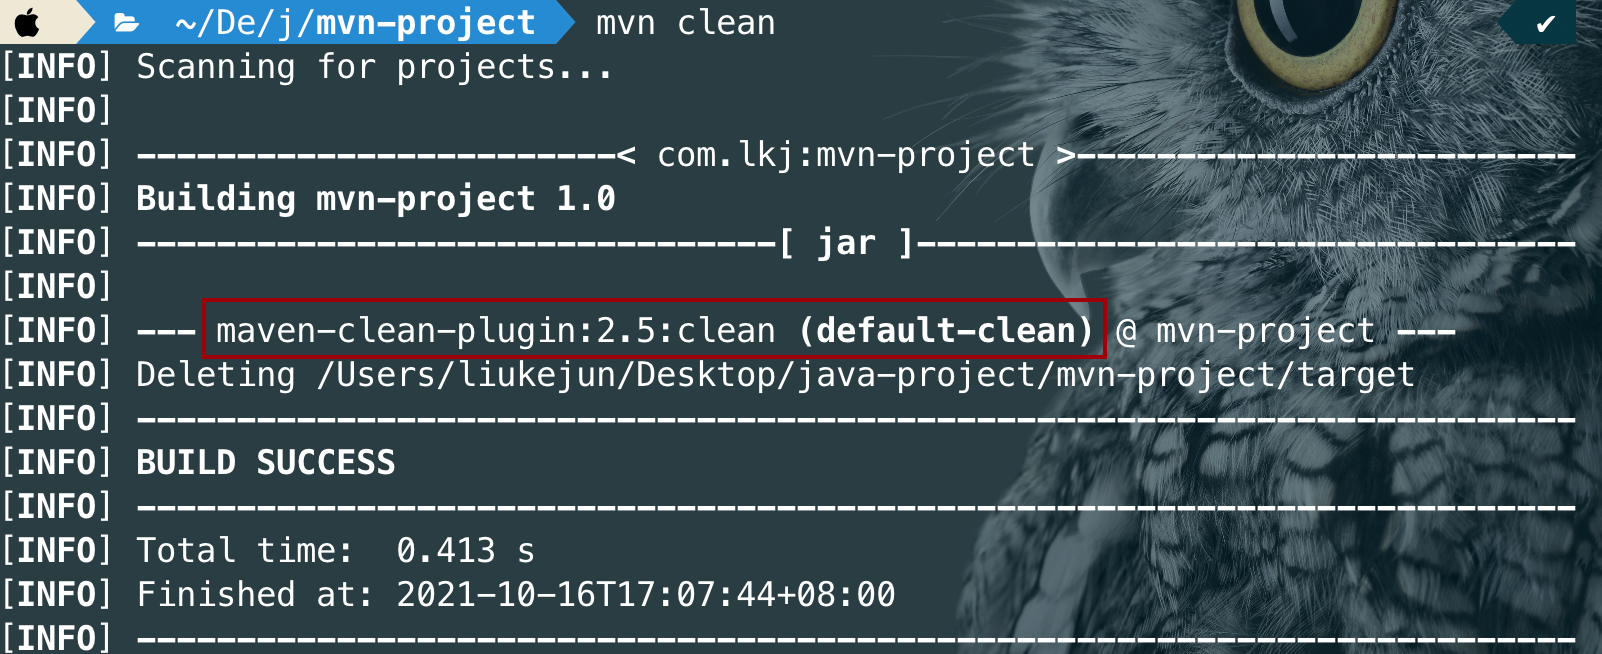 ~/De/j/mvn-project mvn clean ✔
[INFO] Scanning for projects...
[INFO]
[INFO] ------------------------< com.lkj:mvn-project >-------------------------
[INFO] Building mvn-project 1.0
[INFO] --------------------------------[ jar ]---------------------------------
[INFO]
[INFO] --- maven-clean-plugin:2.5:clean (default-clean) @ mvn-project ---
[INFO] Deleting /Users/liukejun/Desktop/java-project/mvn-project/target
[INFO] ------------------------------------------------------------------------
[INFO] BUILD SUCCESS
[INFO] ------------------------------------------------------------------------
[INFO] Total time:  0.413 s
[INFO] Finished at: 2021-10-16T17:07:44+08:00
[INFO] ------------------------------------------------------------------------